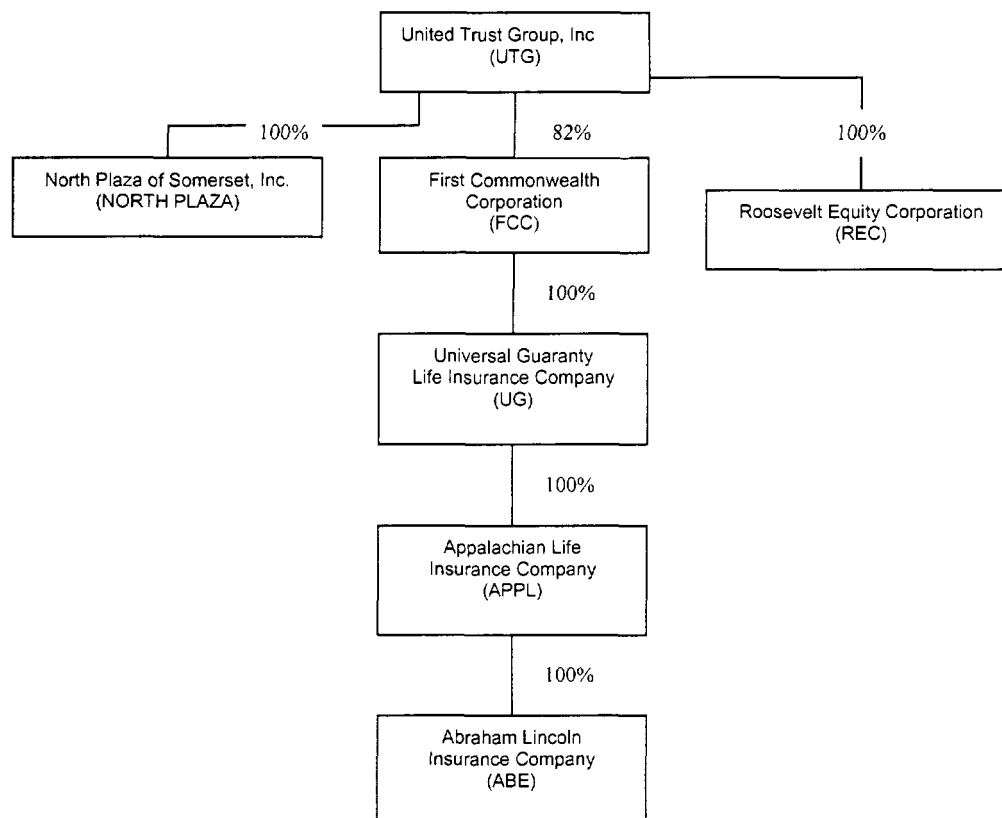 United Trust Group, Inc
(UTG)
100%
82%
100%
North Plaza of Somerset, Inc.
(NORTH PLAZA)
First Commonwealth
Corporation
(FCC)
Roosevelt Equity Corporation
(REC)
100%
Universal Guaranty
Life Insurance Company
(UG)
100%
Appalachian Life
Insurance Company
(APPL)
100%
Abraham Lincoln
Insurance Company
(ABE)